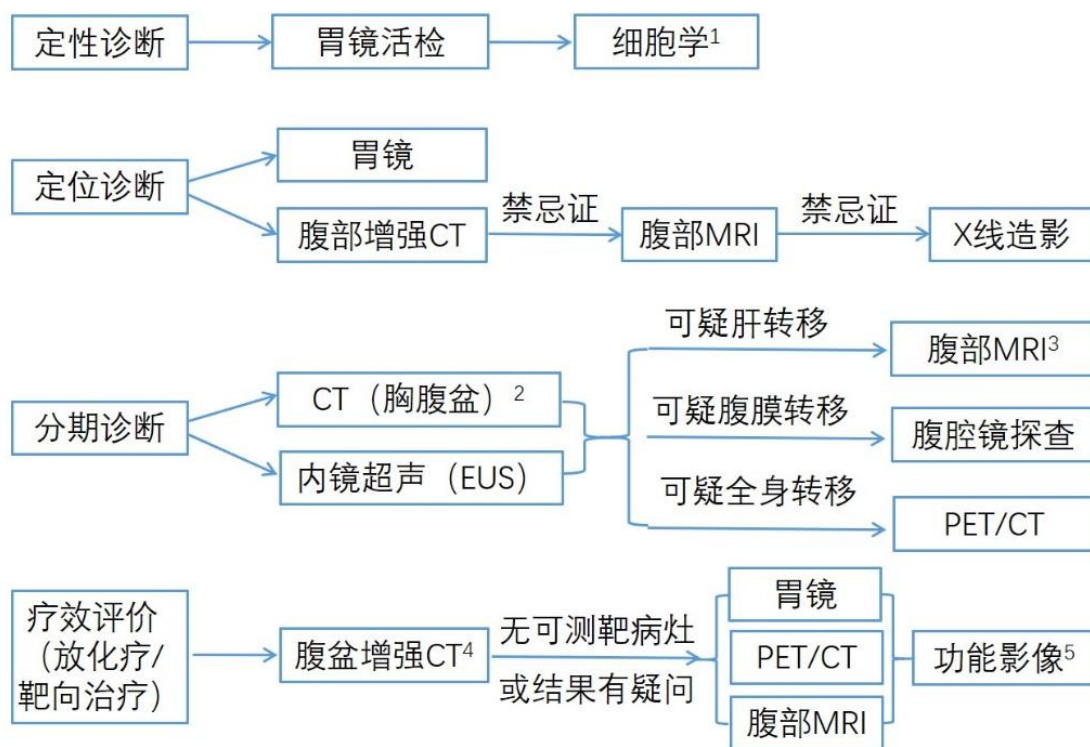 定性诊断
胃镜活检
细胞学1
定位诊断
胃镜
腹部增强CT
禁忌证
腹部MRI
禁忌证
X线造影
分期诊断
CT（胸腹盆）2
内镜超声（EUS）
可疑肝转移
腹部MRI3
可疑腹膜转移
腹腔镜探查
可疑全身转移
PET/CT
疗效评价
（放化疗/
靶向治疗）
腹盆增强CT4
无可测靶病灶
或结果有疑问
胃镜
PET/CT
腹部MRI
功能影像5